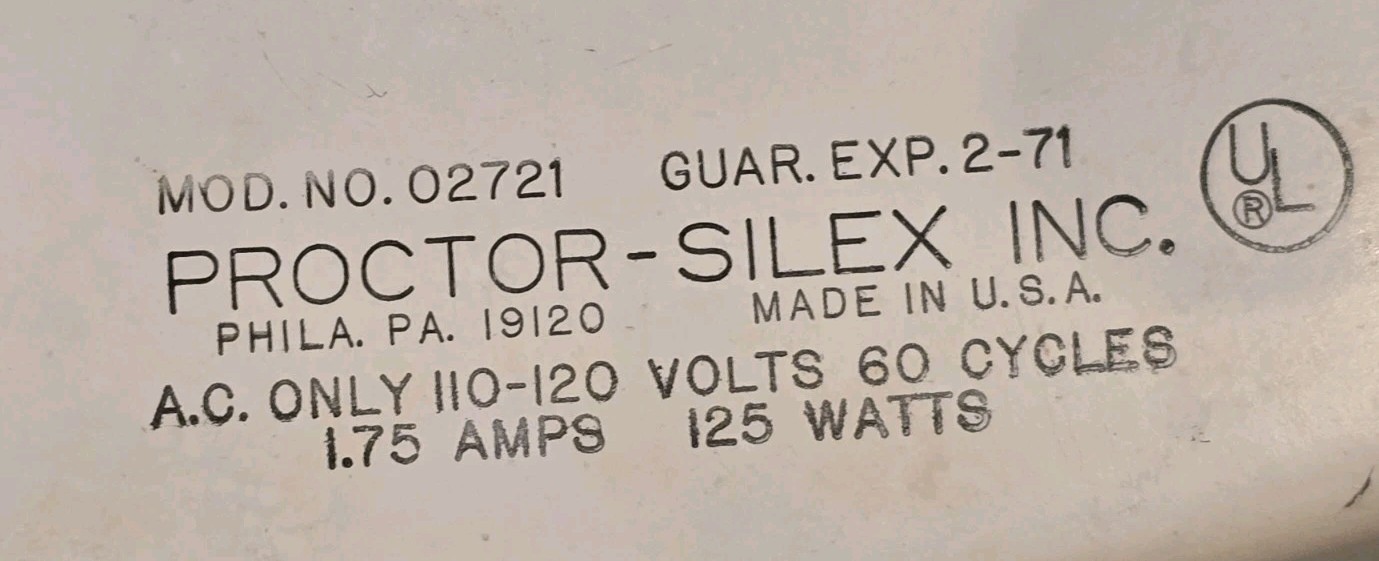 MOD. NO. 02721 GUAR. EXP. 2-71
UL
®
PROCTOR-SILEX INC.
PHILA. PA. 19120 MADE IN U.S.A.
A.C. ONLY 110-120 VOLTS 60 CYCLES
1.75 AMPS 125 WATTS